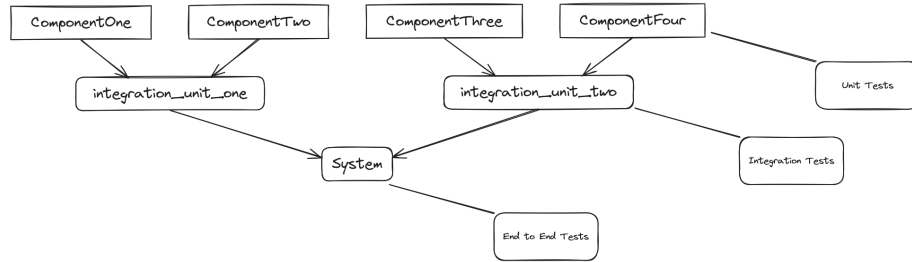 ComponentOne
ComponentTwo
ComponentThree
ComponentFour
integration_unit_one
integration_unit_two
Unit Tests
System
Integration Tests
End to End Tests